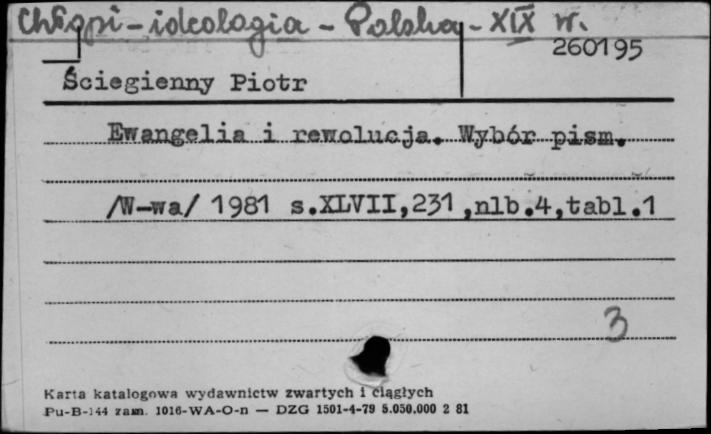 Chłopi - ideologia - Polska - XIX w.
260195
Ściegienny Piotr
Ewangelia i rewolucja. Wybór pism.
/W-wa/ 1981 s.XLVII,231,nlb.4,tabl.1
3
Karta katalogowa wydawnictw zwartych i ciągłych
Pu-B-144 zam. 1016-WA-O-n — DZG 1501-4-79 5.050.000 2 81